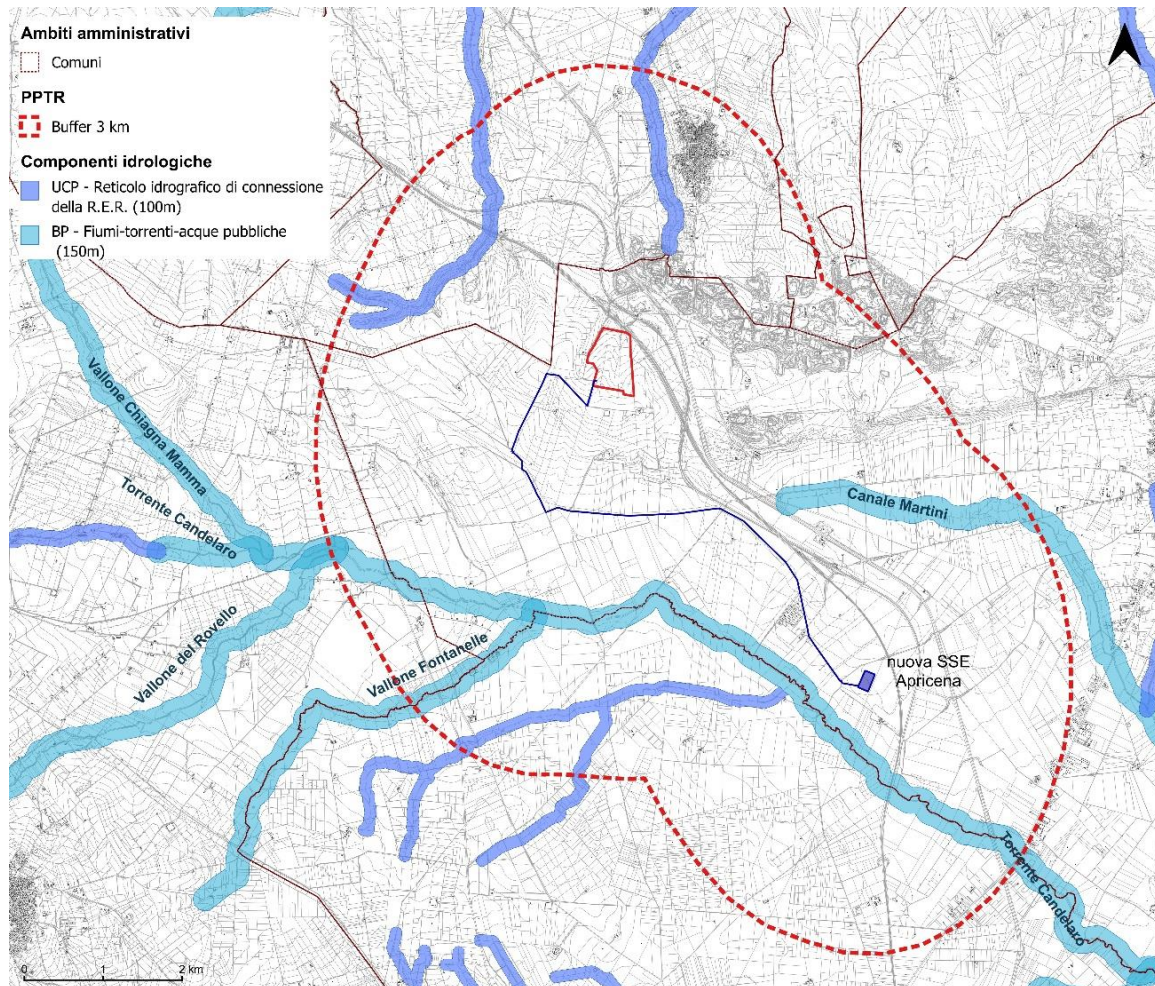 Ambiti amministrativi
Comuni
PPTR
Buffer 3 km
Componenti idrologiche
UCP - Reticolo idrografico di connessione
della R.E.R. (100m)
BP - Fiumi-torrenti-acque pubbliche
(150m)
Vallone Chiagna Mamma
Torrente Candelaro
Canale Martini
Vallone del Rovello
Vallone Fontanelle
nuova SSE
Apricena
Torrente Candelaro
0 1 2 km